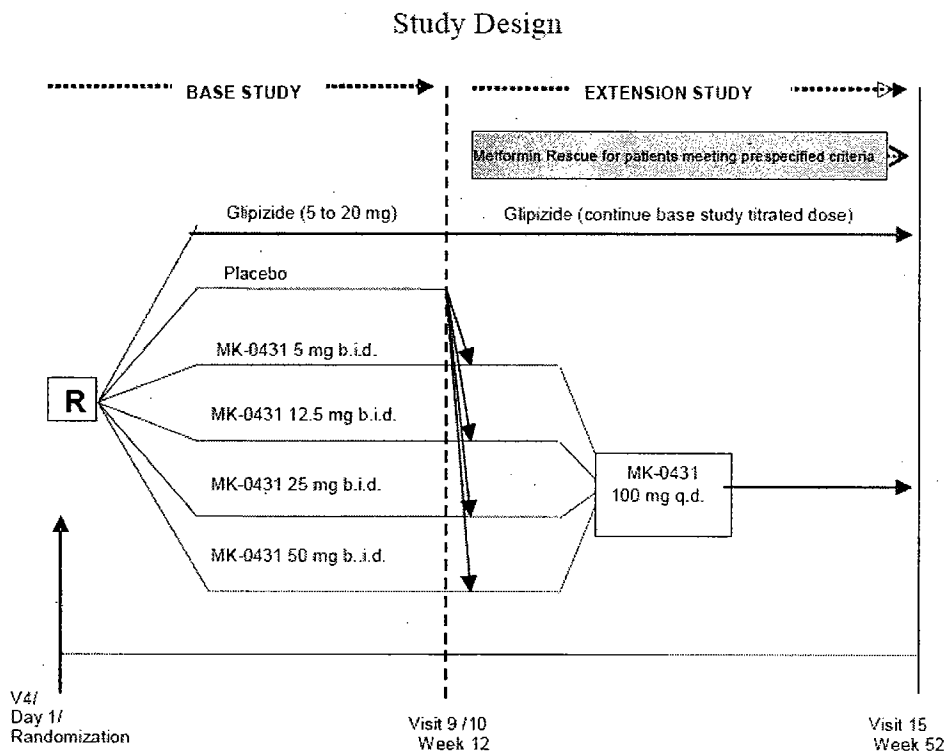 Study Design
BASE STUDY
EXTENSION STUDY
Metformin Rescue for patients meeting prespecified criteria
Glipizide (5 to 20 mg)
Glipizide (continue base study titrated dose)
Placebo
MK-0431 5 mg b.i.d.
R
MK-0431 12.5 mg b.i.d.
MK-0431 25 mg b.i.d.
MK-0431
100 mg q.d.
MK-0431 50 mg b..i.d.
V4/
Day 1/
Randomization
Visit 9 /10
Week 12
Visit 15
Week 52